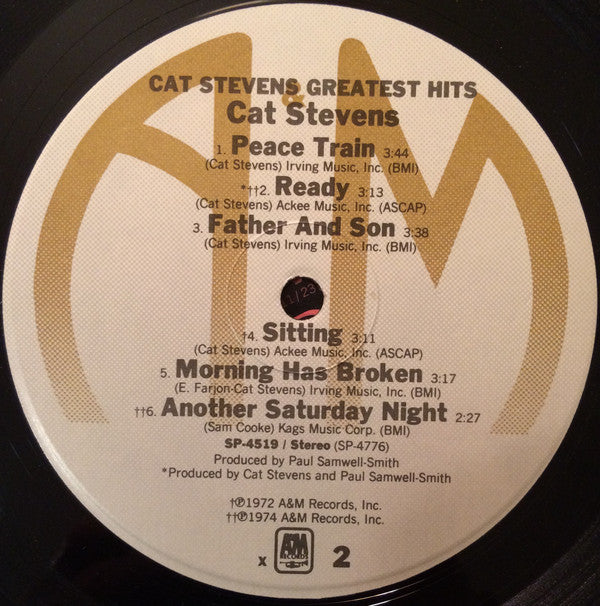 CAT STEVENS GREATEST HITS
Cat Stevens
1. Peace Train 3:44
(Cat Stevens) Irving Music, Inc. (BMI)
*††2. Ready 3:13
(Cat Stevens) Ackee Music, Inc. (ASCAP)
3. Father And Son 3:38
(Cat Stevens) Irving Music, Inc. (BMI)
1/23
†4. Sitting 3:11
(Cat Stevens) Ackee Music, Inc. (ASCAP)
5. Morning Has Broken 3:17
(E. Farjon-Cat Stevens) Irving Music, Inc. (BMI)
††6. Another Saturday Night 2:27
(Sam Cooke) Kags Music Corp. (BMI)
SP-4519 / Stereo (SP-4776)
Produced by Paul Samwell-Smith
*Produced by Cat Stevens and Paul Samwell-Smith
†℗1972 A&M Records, Inc.
††℗1974 A&M Records, Inc.
x A&M RECORDS 2
A&M